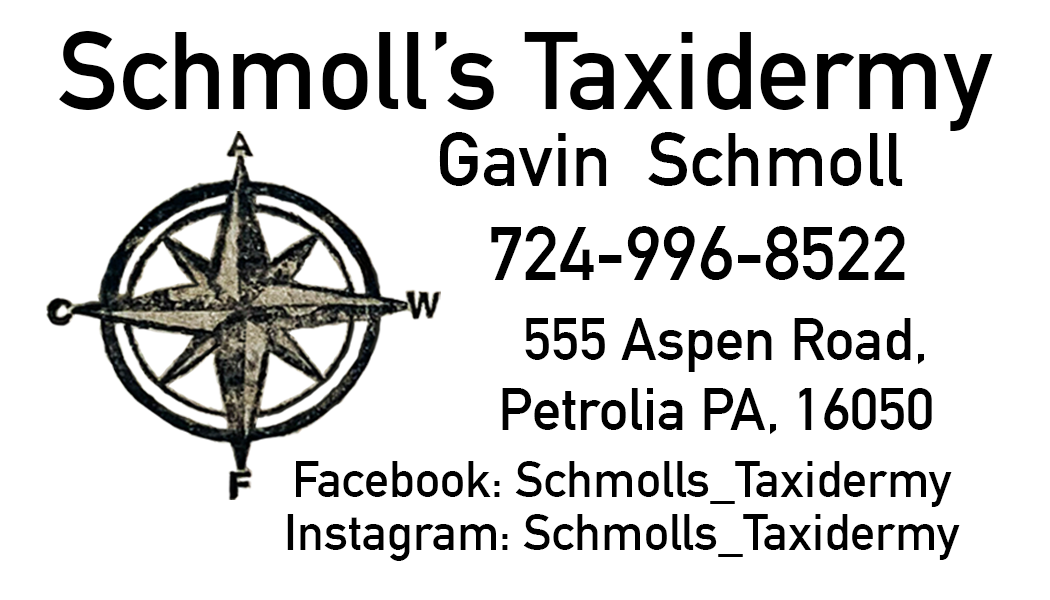 Schmoll's Taxidermy
Gavin Schmoll
724-996-8522
555 Aspen Road,
Petrolia PA, 16050
Facebook: Schmolls_Taxidermy
Instagram: Schmolls_Taxidermy
A
C
W
F